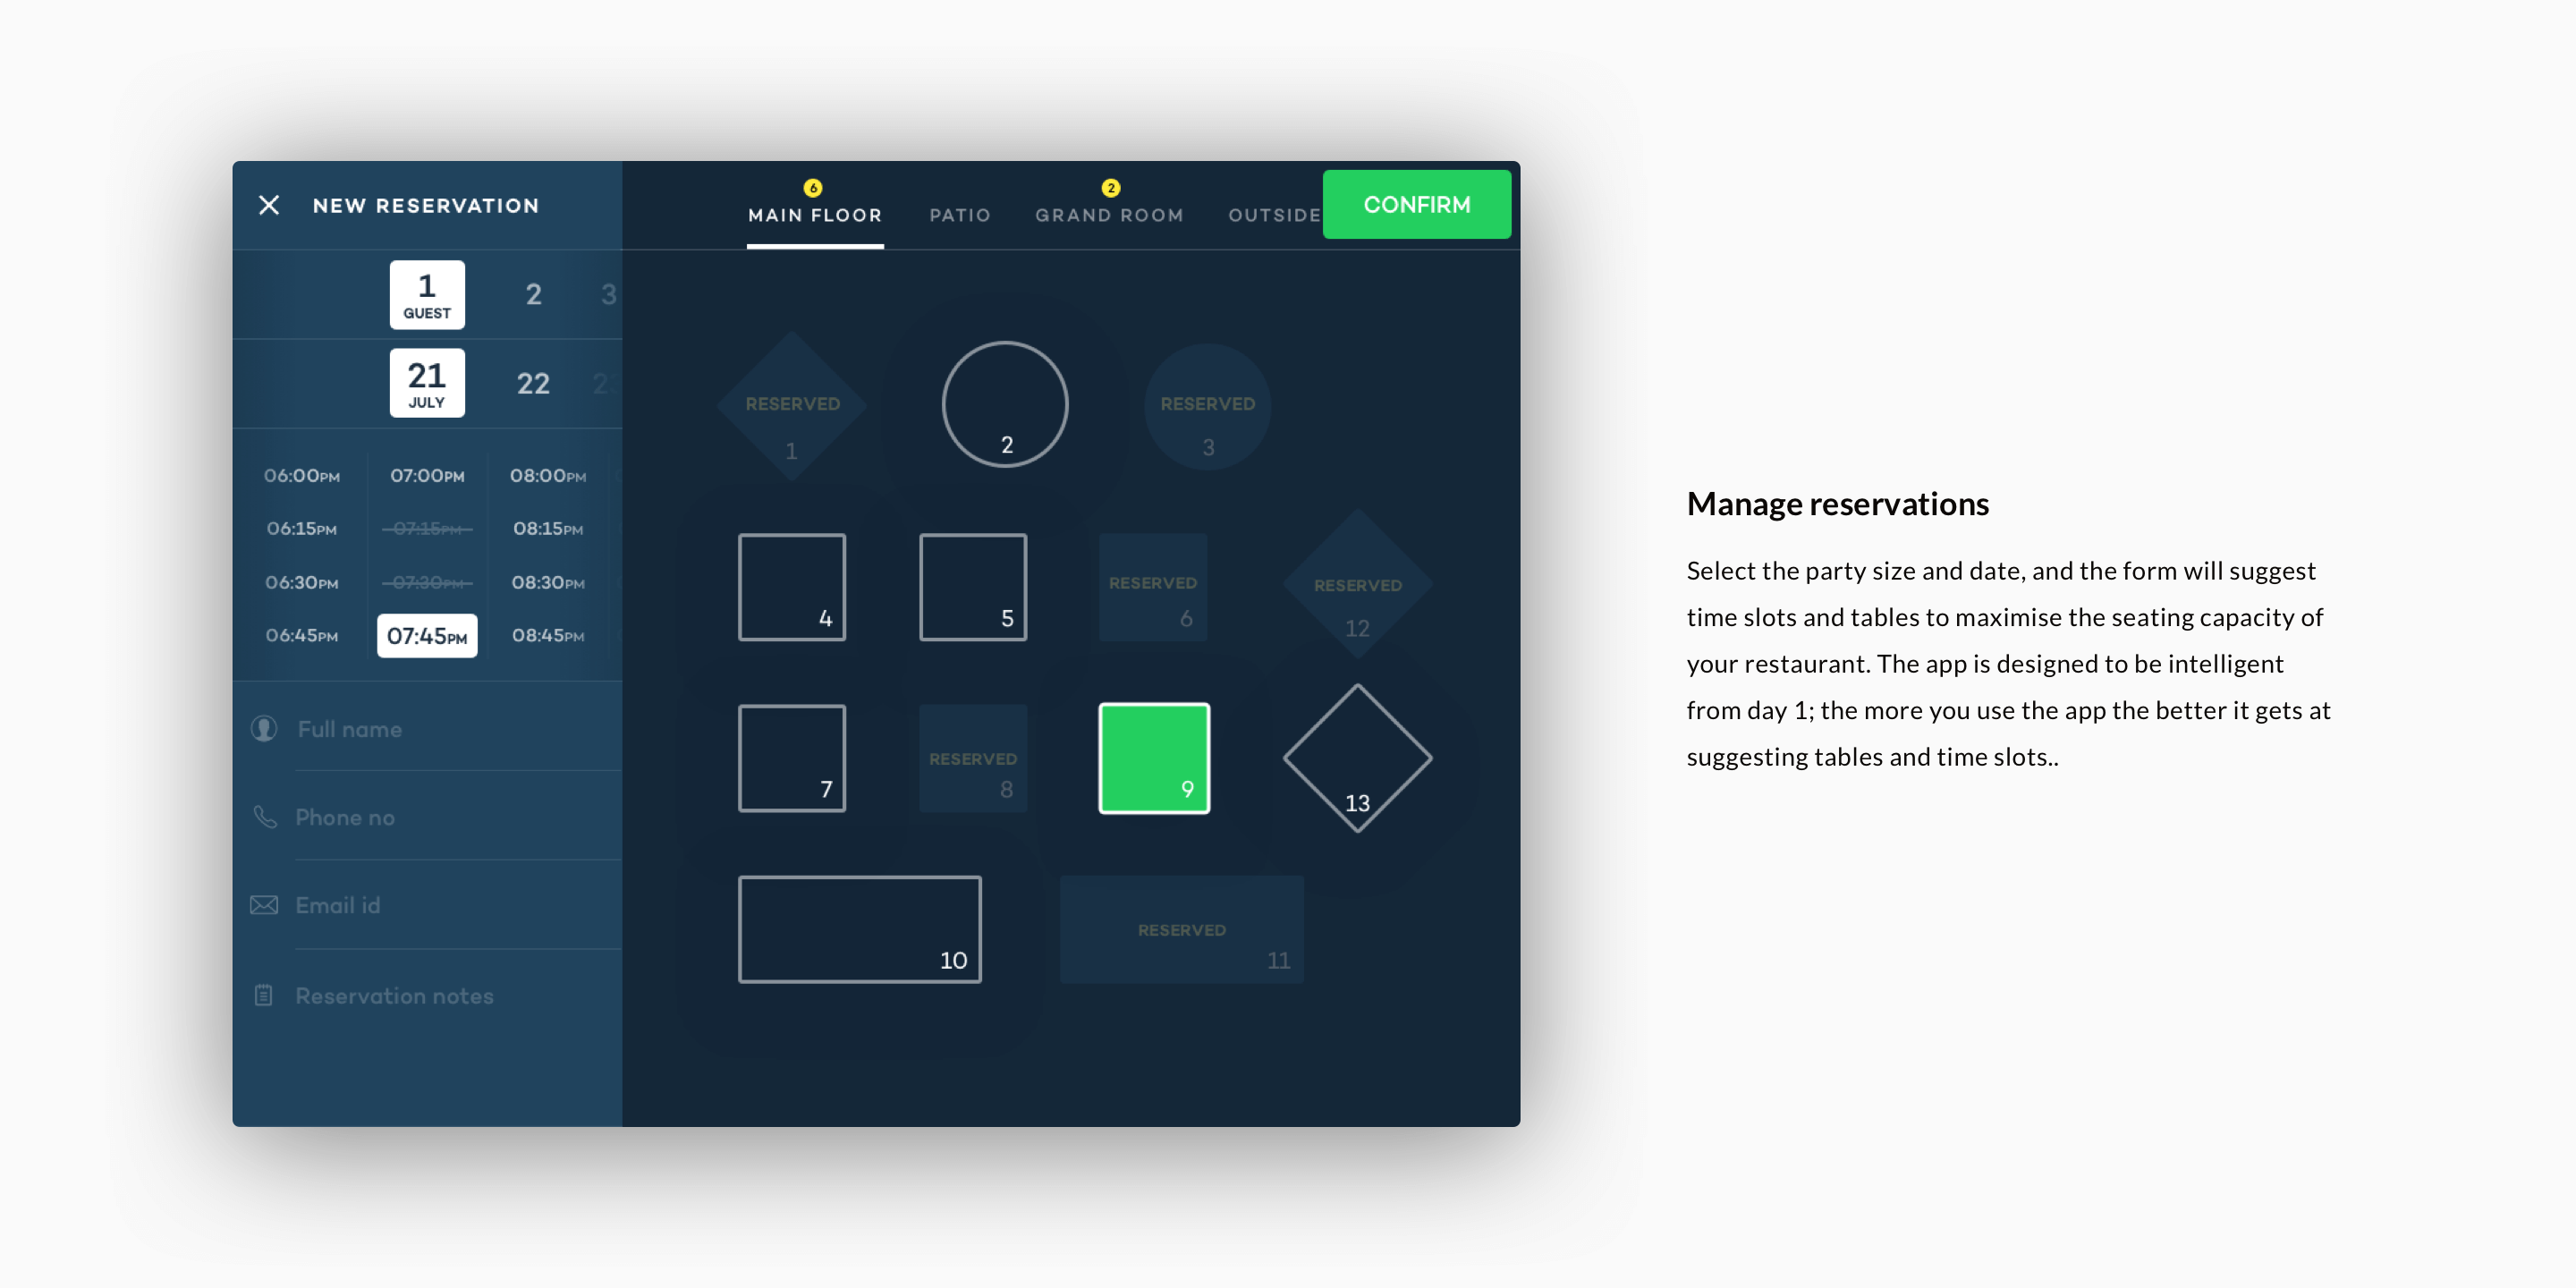 NEW RESERVATION
6
MAIN FLOOR
PATIO
2
GRAND ROOM
OUTSIDE
CONFIRM
1 2 3
GUEST
21 22
JULY
06:00PM 07:00PM 08:00PM
06:15PM 07:15PM 08:15PM
06:30PM 07:30PM 08:30PM
06:45PM 07:45PM 08:45PM
Full name
Phone no
Email id
Reservation notes
RESERVED
1
2
RESERVED
3
4
5
RESERVED
6
RESERVED
12
7
RESERVED
8
9
13
10
RESERVED
11
Manage reservations
Select the party size and date, and the form will suggest
time slots and tables to maximise the seating capacity of
your restaurant. The app is designed to be intelligent
from day 1; the more you use the app the better it gets at
suggesting tables and time slots..